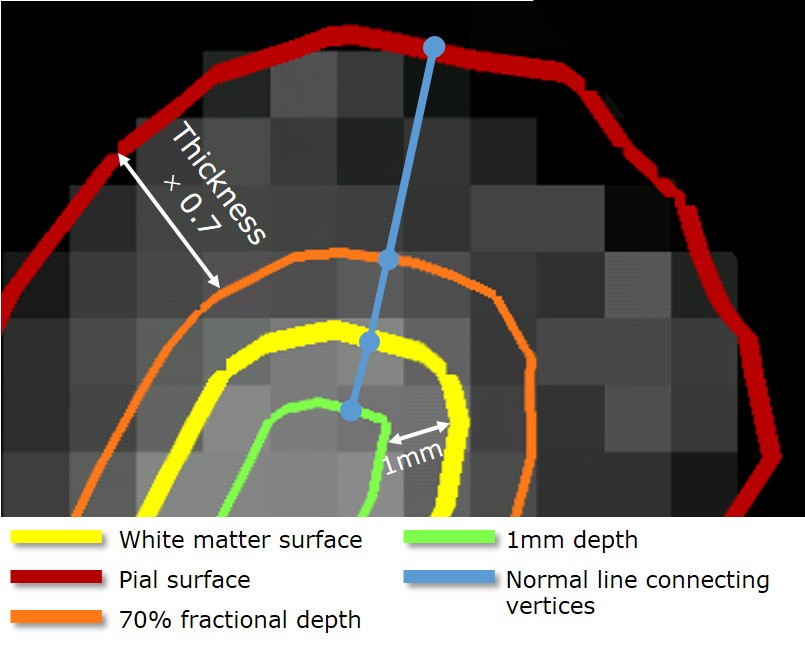 Thickness
× 0.7
1mm
White matter surface
Pial surface
70% fractional depth
1mm depth
Normal line connecting
vertices